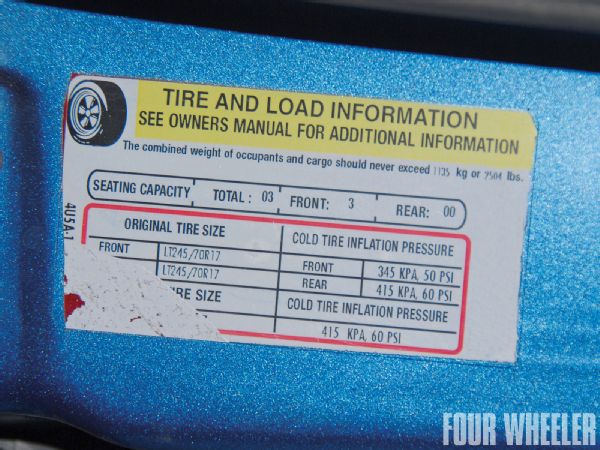 TIRE AND LOAD INFORMATION
SEE OWNERS MANUAL FOR ADDITIONAL INFORMATION
The combined weight of occupants and cargo should never exceed 1135 kg or 2504 lbs.
SEATING CAPACITY TOTAL : 03 FRONT: 3 REAR: 00
4U5A-1
ORIGINAL TIRE SIZE COLD TIRE INFLATION PRESSURE
FRONT LT245/70R17 FRONT 345 KPA, 50 PSI
LT245/70R17 REAR 415 KPA, 60 PSI
IRE SIZE COLD TIRE INFLATION PRESSURE
415 KPA, 60 PSI
FOUR WHEELER